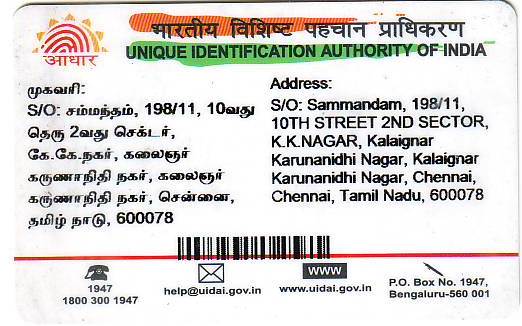 भारतीय विशिष्ट पहचान प्राधिकरण
UNIQUE IDENTIFICATION AUTHORITY OF INDIA
आधार
முகவரி:
S/O: சம்மந்தம், 198/11, 10வது
தெரு 2வது செக்டர்,
கே.கே.நகர், கலைஞர்
கருணாநிதி நகர், கலைஞர்
கருணாநிதி நகர், சென்னை,
தமிழ் நாடு, 600078
Address:
S/O: Sammandam, 198/11,
10TH STREET 2ND SECTOR,
K.K.NAGAR, Kalaignar
Karunanidhi Nagar, Kalaignar
Karunanidhi Nagar, Chennai,
Chennai, Tamil Nadu, 600078
1947
1800 300 1947
help@uidai.gov.in
WWW
www.uidai.gov.in
P.O. Box No. 1947,
Bengaluru-560 001